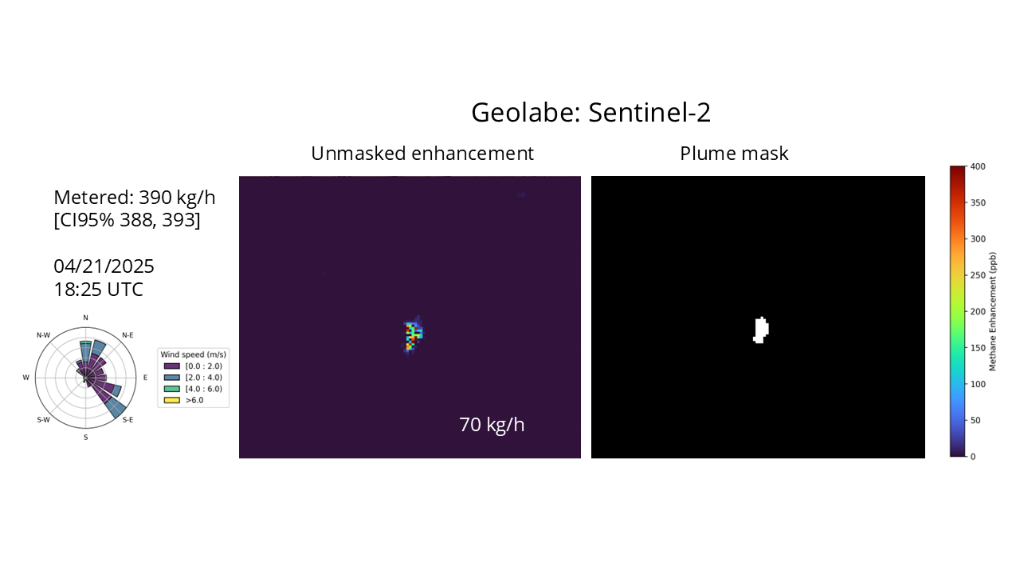 Geolabe: Sentinel-2
Unmasked enhancement
Plume mask
Metered: 390 kg/h
[CI95% 388, 393]
04/21/2025
18:25 UTC
N
N-W
N-E
W
E
S-W
S-E
S
Wind speed (m/s)
[0.0 : 2.0)
[2.0 : 4.0)
[4.0 : 6.0)
>6.0
70 kg/h
400
350
300
250
200
150
100
50
0
Methane Enhancement (ppb)